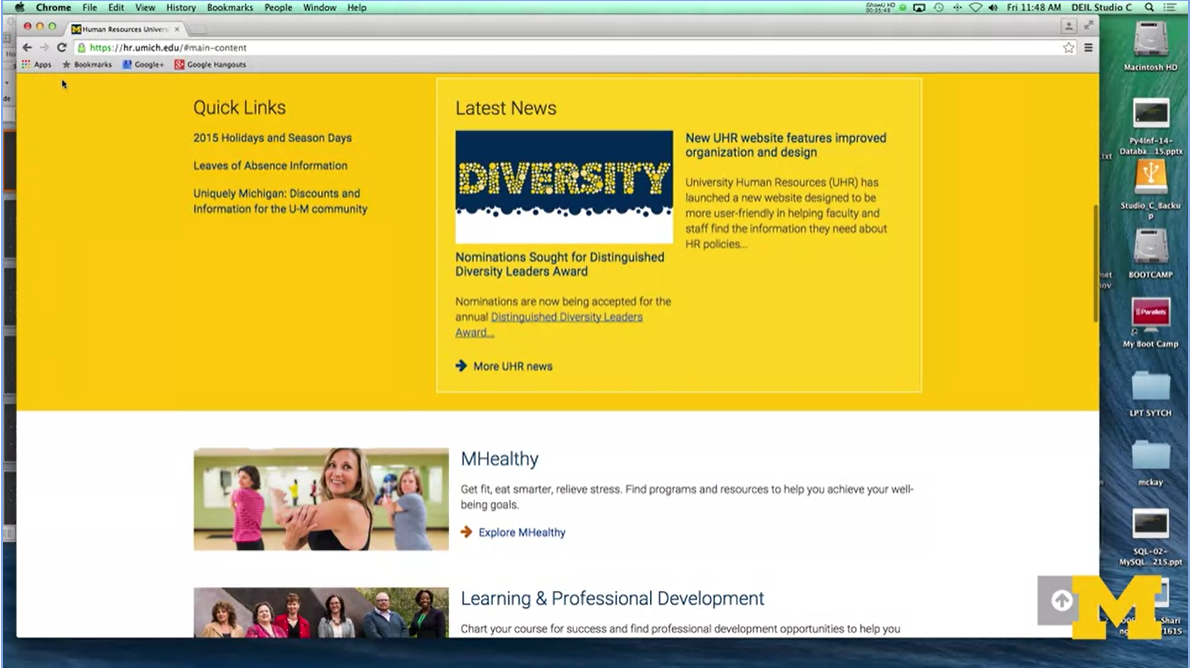 Chrome File Edit View History Bookmarks People Window Help
Fri 11:48 AM DEIL Studio C
Human Resources Univers
https://hr.umich.edu/#main-content
Apps Bookmarks Google+ Google Hangouts
Quick Links
2015 Holidays and Season Days
Leaves of Absence Information
Uniquely Michigan: Discounts and
Information for the U-M community
Latest News
DIVERSITY
Nominations Sought for Distinguished
Diversity Leaders Award
Nominations are now being accepted for the
annual Distinguished Diversity Leaders
Award...
More UHR news
New UHR website features improved
organization and design
University Human Resources (UHR) has
launched a new website designed to be
more user-friendly in helping faculty and
staff find the information they need about
HR policies...
MHealthy
Get fit, eat smarter, relieve stress. Find programs and resources to help you achieve your well-
being goals.
Explore MHealthy
Learning & Professional Development
Chart your course for success and find professional development opportunities to help you
Macintosh HD
Py4Inf-14-
Databa...15.pptx
Studio_C_Backu
p
BOOTCAMP
Parallels
My Boot Camp
LPT SYTCH
mckay
SQL-02-
MySQL...215.ppt
M